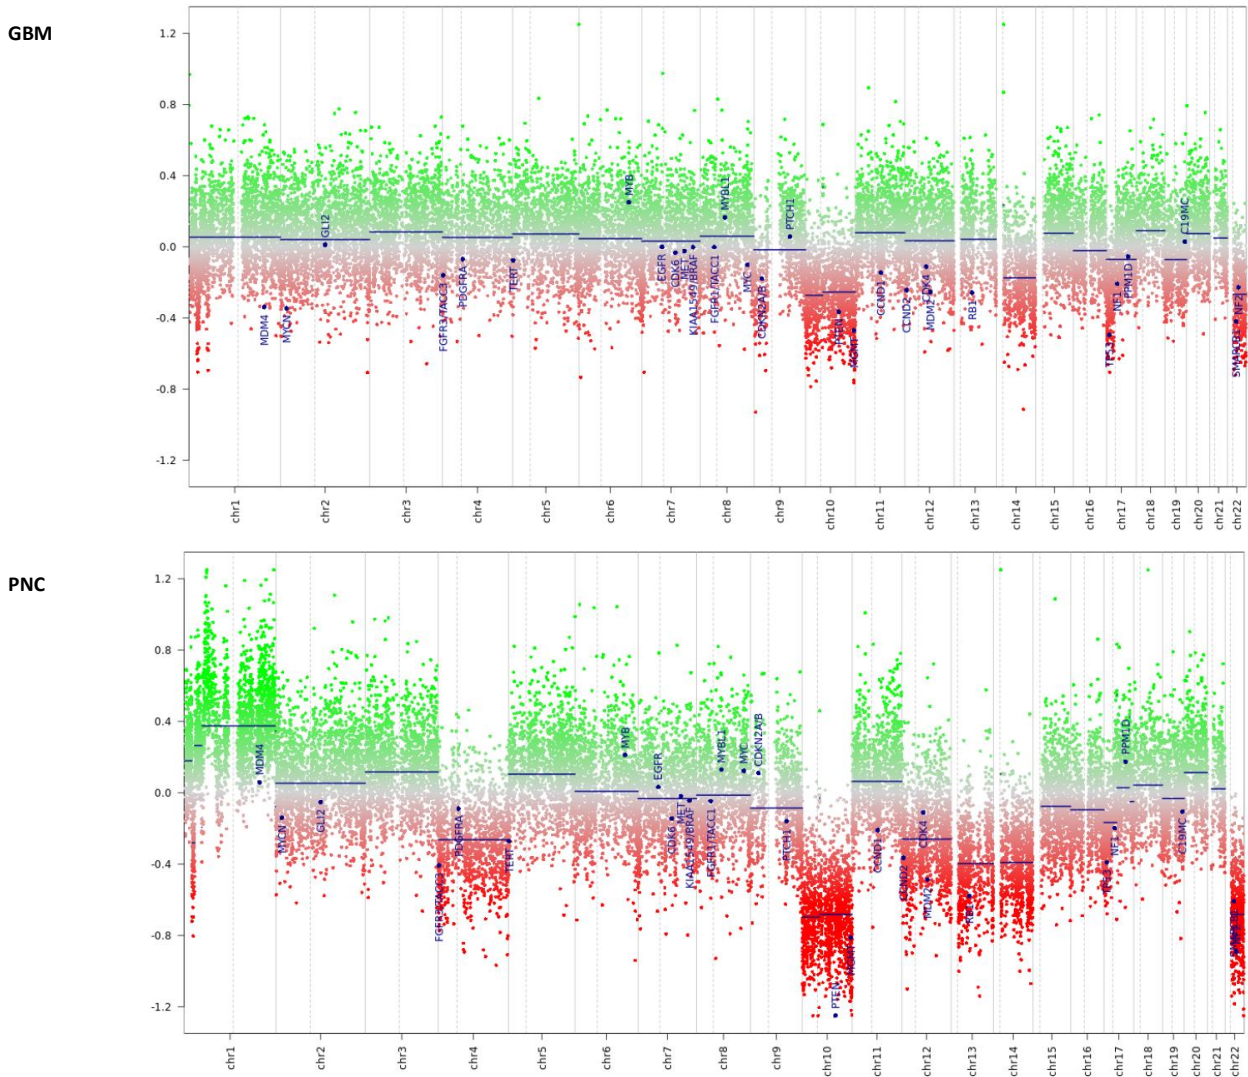 GBM
1.2
0.8
0.4
0.0
-0.4
-0.8
-1.2
MDM4
MYCN
GLI2
FGFR3/TACC3
PDGFRA
TERT
MYB
EGFR
CDK6
MET
KIAA1549/BRAF
FGFR1/TACC1
MYBL1
MYC
CDKN2A/B
PTCH1
PTEN
MGMT
CCND1
CCND2
CDK4
MDM2
RB1
TP53
NF1
PPM1D
C19MC
SMARCB1
NF2
chr1
chr2
chr3
chr4
chr5
chr6
chr7
chr8
chr9
chr10
chr11
chr12
chr13
chr14
chr15
chr16
chr17
chr18
chr19
chr20
chr21
chr22
PNC
1.2
0.8
0.4
0.0
-0.4
-0.8
-1.2
MDM4
MYCN
GLI2
FGFR3/TACC3
PDGFRA
TERT
MYB
EGFR
CDK6
MET
KIAA1549/BRAF
FGFR1/TACC1
MYBL1
MYC
CDKN2A/B
PTCH1
PTEN
MGMT
CCND1
CCND2
CDK4
MDM2
RB1
TP53
NF1
PPM1D
C19MC
chr1
chr2
chr3
chr4
chr5
chr6
chr7
chr8
chr9
chr10
chr11
chr12
chr13
chr14
chr15
chr16
chr17
chr18
chr19
chr20
chr21
chr22